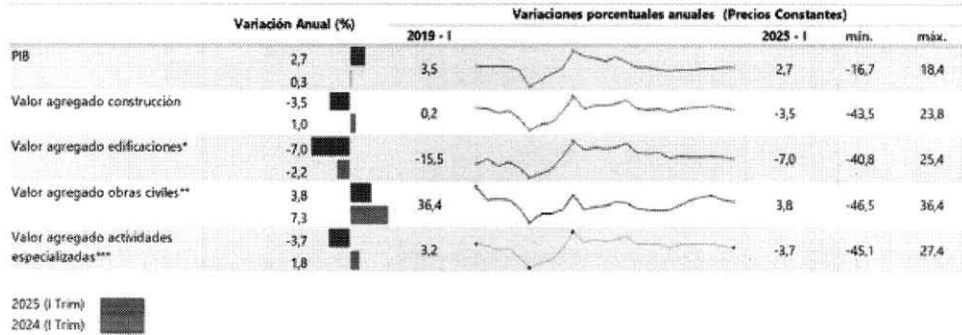 Variación Anual (%)
Variaciones porcentuales anuales (Precios Constantes)
2019 - I 2025 - I mín. máx.
PIB 2,7 3,5 2,7 -16,7 18,4
0,3
Valor agregado construcción -3,5 0,2 -3,5 -43,5 23,8
1,0
Valor agregado edificaciones* -7,0 -15,5 -7,0 -40,8 25,4
-2,2
Valor agregado obras civiles** 3,8 36,4 3,8 -46,5 36,4
7,3
Valor agregado actividades -3,7 3,2 -3,7 -45,1 27,4
especializadas*** 1,8
2025 (I Trim)
2024 (I Trim)